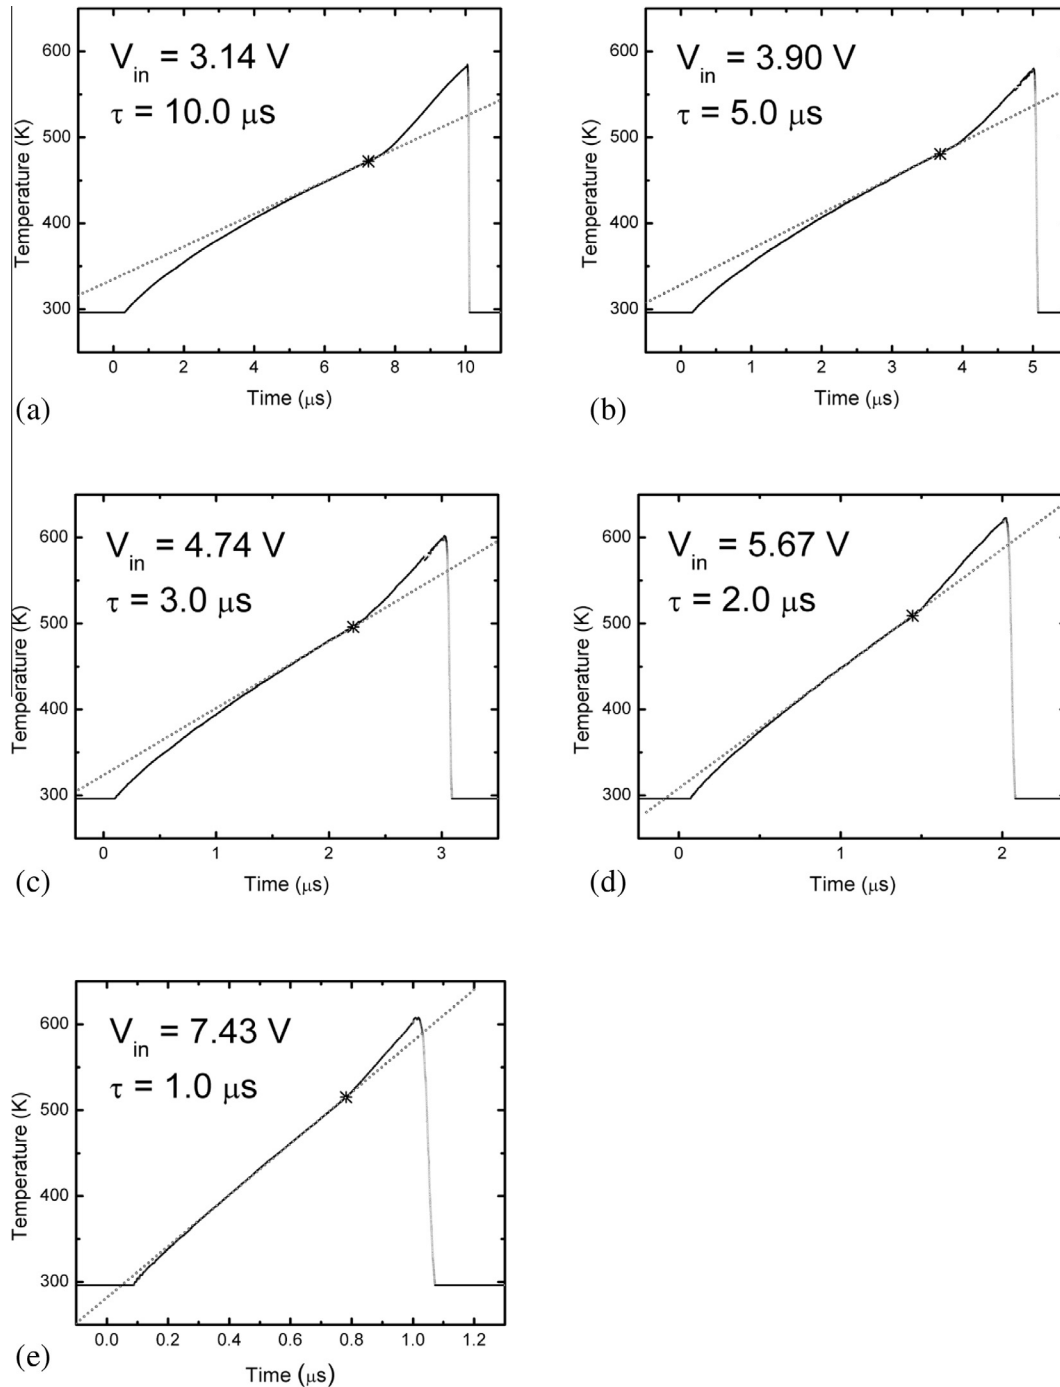 V_in = 3.14 V
τ = 10.0 μs
Temperature (K)
600
500
400
300
0 2 4 6 8 10
Time (μs)
(a)
V_in = 3.90 V
τ = 5.0 μs
Temperature (K)
600
500
400
300
0 1 2 3 4 5
Time (μs)
(b)
V_in = 4.74 V
τ = 3.0 μs
Temperature (K)
600
500
400
300
0 1 2 3
Time (μs)
(c)
V_in = 5.67 V
τ = 2.0 μs
Temperature (K)
600
500
400
300
0 1 2
Time (μs)
(d)
V_in = 7.43 V
τ = 1.0 μs
Temperature (K)
600
500
400
300
0.0 0.2 0.4 0.6 0.8 1.0 1.2
Time (μs)
(e)